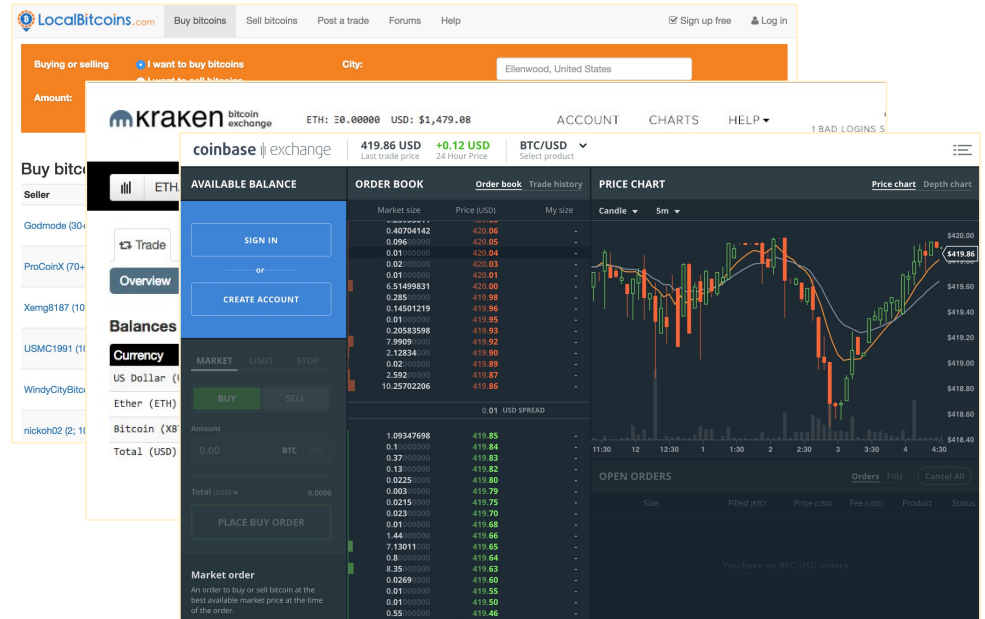 LocalBitcoins.com Buy bitcoins Sell bitcoins Post a trade Forums Help Sign up free Log in
Buying or selling I want to buy bitcoins City: Ellenwood, United States
Amount:
Buy bitc
Seller
Godmode (30+
ProCoinX (70+
Xemg8187 (10
USMC1991 (10
WindyCityBitc
nickoh02 (2; 10
kraken bitcoin exchange ETH: Ξ0.00000 USD: $1,479.08 ACCOUNT CHARTS HELP
1 BAD LOGINS S
ETH
Trade
Overview
Balances
Currency
US Dollar (
Ether (ETH)
Bitcoin (XB
Total (USD)
coinbase exchange 419.86 USD +0.12 USD BTC/USD
Last trade price 24 Hour Price Select product
AVAILABLE BALANCE
SIGN IN
or
CREATE ACCOUNT
MARKET LIMIT STOP
BUY SELL
Amount
0.00 BTC USD
Total (USD) ≈ 0.0000
PLACE BUY ORDER
Market order
An order to buy or sell bitcoin at the
best available market price at the time
of the order.
ORDER BOOK Order book Trade history
Market size Price (USD) My size
0.40704142 420.06 -
0.09600000 420.05 -
0.01000000 420.04 -
0.02000000 420.03 -
0.01000000 420.01 -
6.51499831 420.00 -
0.28500000 419.98 -
0.14501219 419.96 -
0.01000000 419.95 -
0.20583598 419.93 -
7.99090000 419.92 -
2.12834000 419.90 -
0.02000000 419.89 -
2.59200000 419.87 -
10.25702206 419.86 -
0.01 USD SPREAD
1.09347698 419.85 -
0.10000000 419.84 -
0.37000000 419.83 -
0.13000000 419.82 -
0.02250000 419.80 -
0.00300000 419.79 -
0.02150000 419.75 -
0.02300000 419.70 -
0.01000000 419.68 -
1.44000000 419.66 -
7.13011000 419.65 -
0.80000000 419.64 -
8.35000000 419.63 -
0.02690000 419.60 -
0.01000000 419.55 -
0.01000000 419.50 -
0.55000000 419.46 -
PRICE CHART Price chart Depth chart
Candle 5m
$420.00
$419.86
$419.60
$419.40
$419.20
$419.00
$418.80
$418.60
$418.40
11:30 12 12:30 1 1:30 2 2:30 3 3:30 4 4:30
OPEN ORDERS Orders Fills Cancel All
Size Filled (BTC) Price (USD) Fee (USD) Product Status
You have no BTC/USD orders